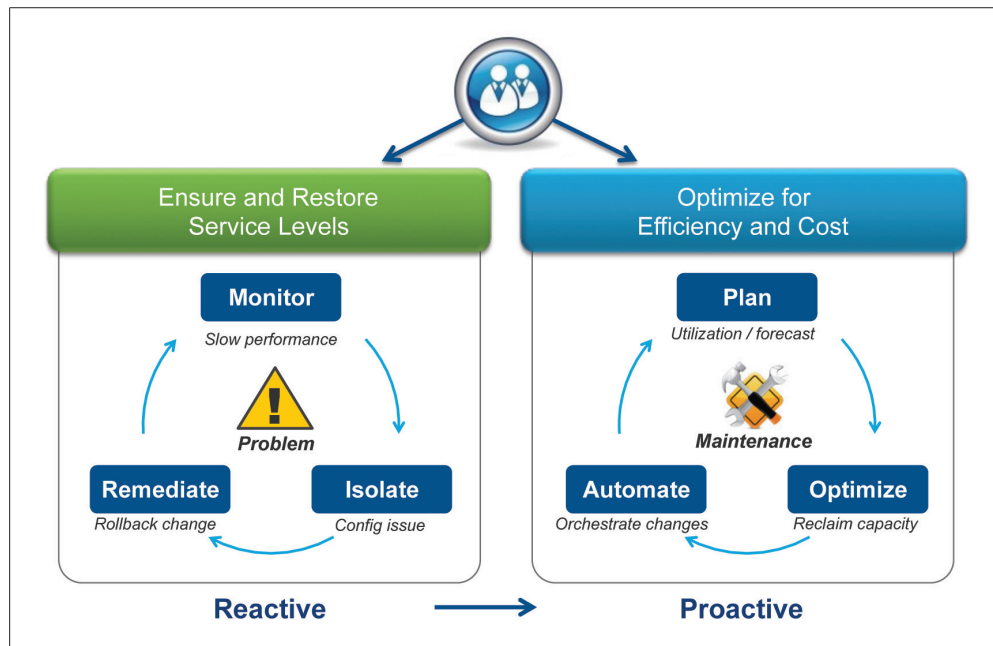 Ensure and Restore
Service Levels
Monitor
Slow performance
Problem
Remediate
Rollback change
Isolate
Config issue
Reactive
Optimize for
Efficiency and Cost
Plan
Utilization / forecast
Maintenance
Automate
Orchestrate changes
Optimize
Reclaim capacity
Proactive